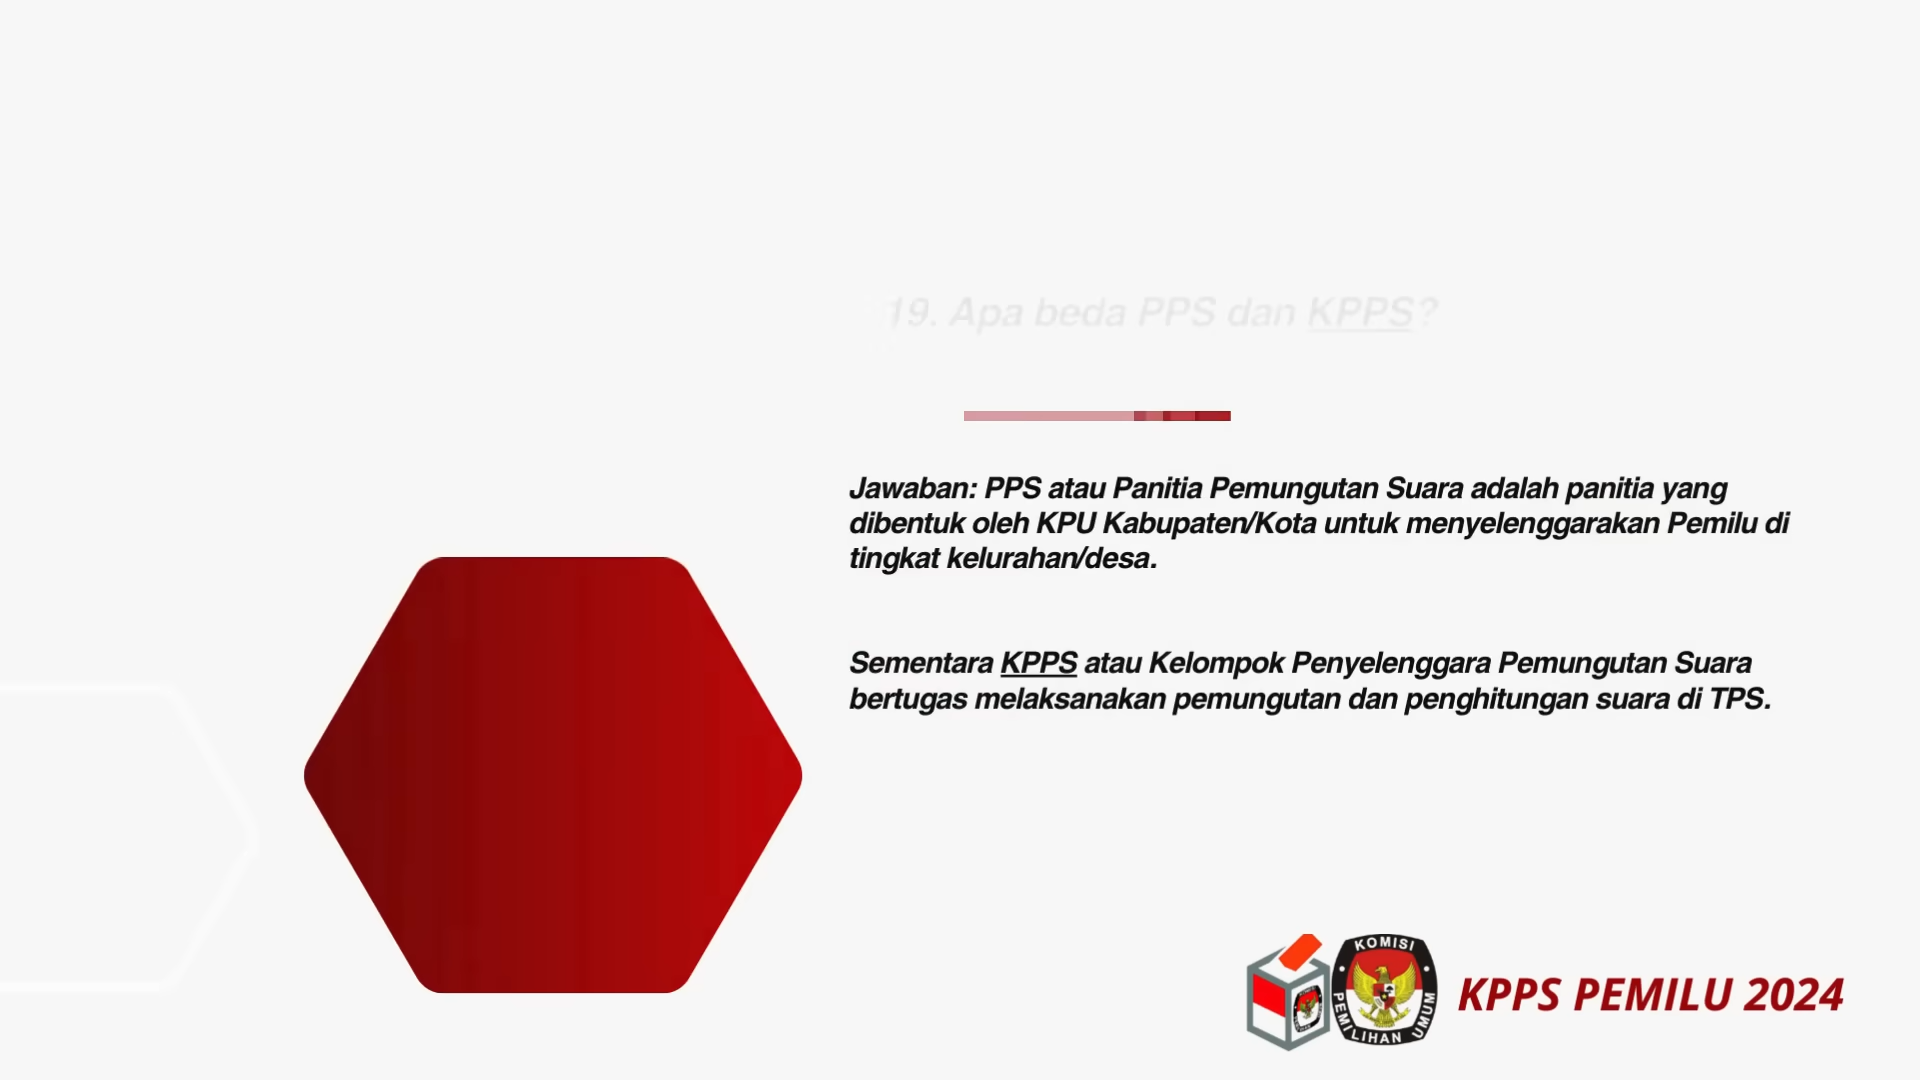 19. Apa beda PPS dan KPPS?
Jawaban: PPS atau Panitia Pemungutan Suara adalah panitia yang
dibentuk oleh KPU Kabupaten/Kota untuk menyelenggarakan Pemilu di
tingkat kelurahan/desa.
Sementara KPPS atau Kelompok Penyelenggara Pemungutan Suara
bertugas melaksanakan pemungutan dan penghitungan suara di TPS.
KOMISI
PEMILIHAN UMUM
KPPS PEMILU 2024